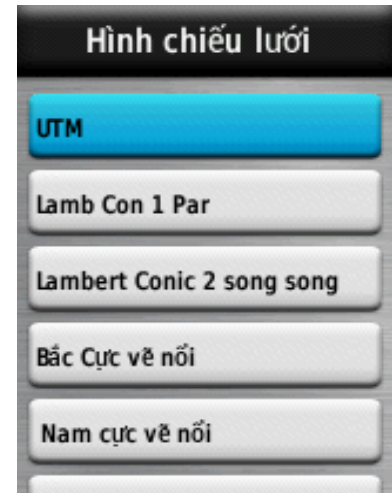 Hình chiếu lưới
UTM
Lamb Con 1 Par
Lambert Conic 2 song song
Bắc Cực vẽ nổi
Nam cực vẽ nổi